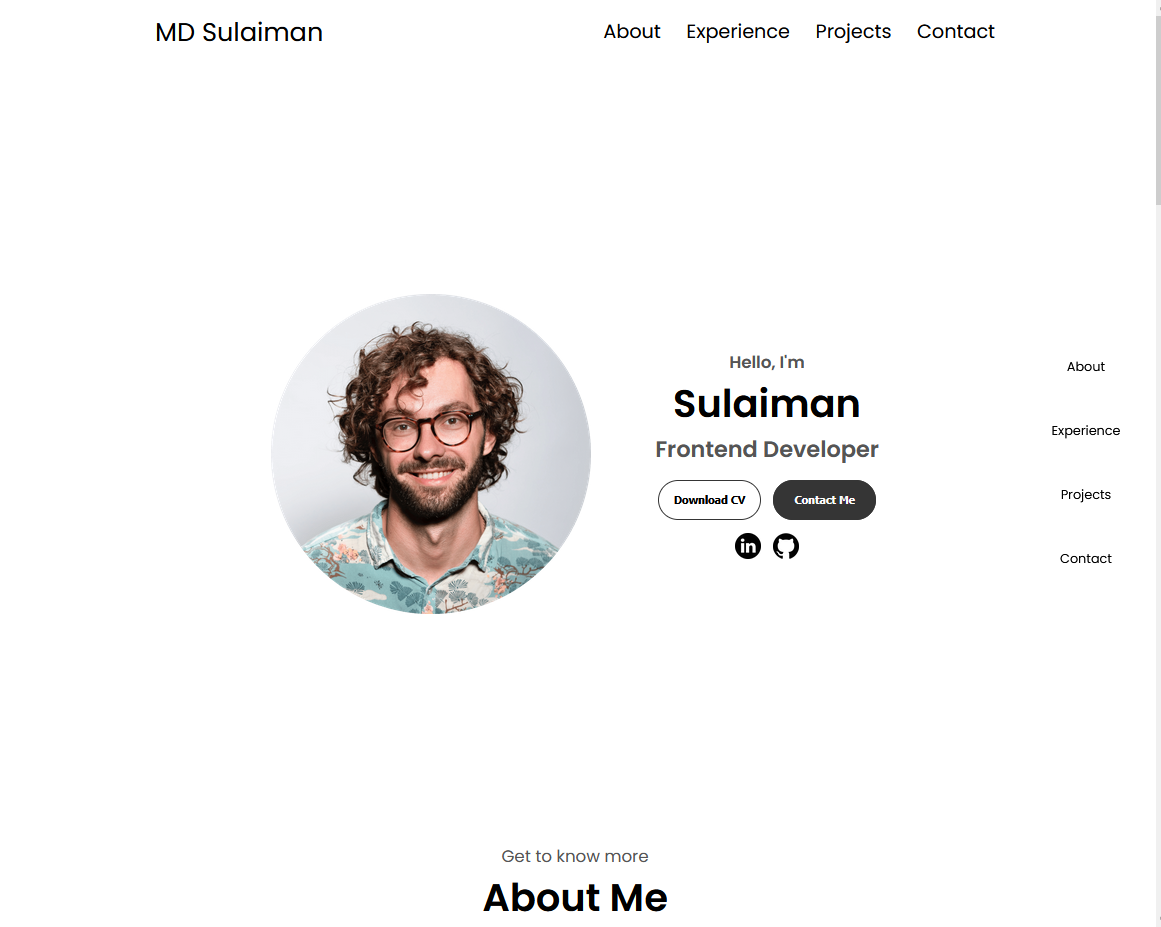 MD Sulaiman
About Experience Projects Contact
Hello, I'm
Sulaiman
Frontend Developer
Download CV Contact Me
in
About
Experience
Projects
Contact
Get to know more
About Me